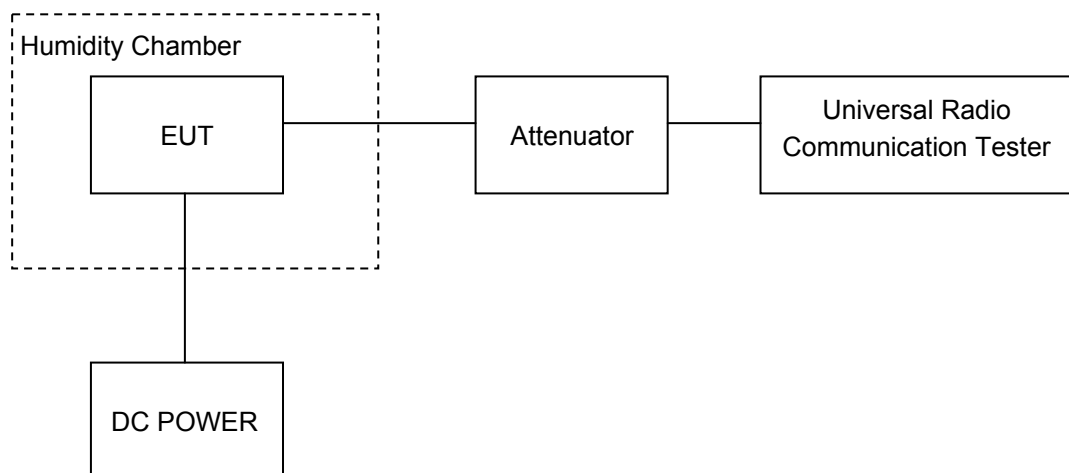 Humidity Chamber
EUT
Attenuator
Universal Radio
Communication Tester
DC POWER